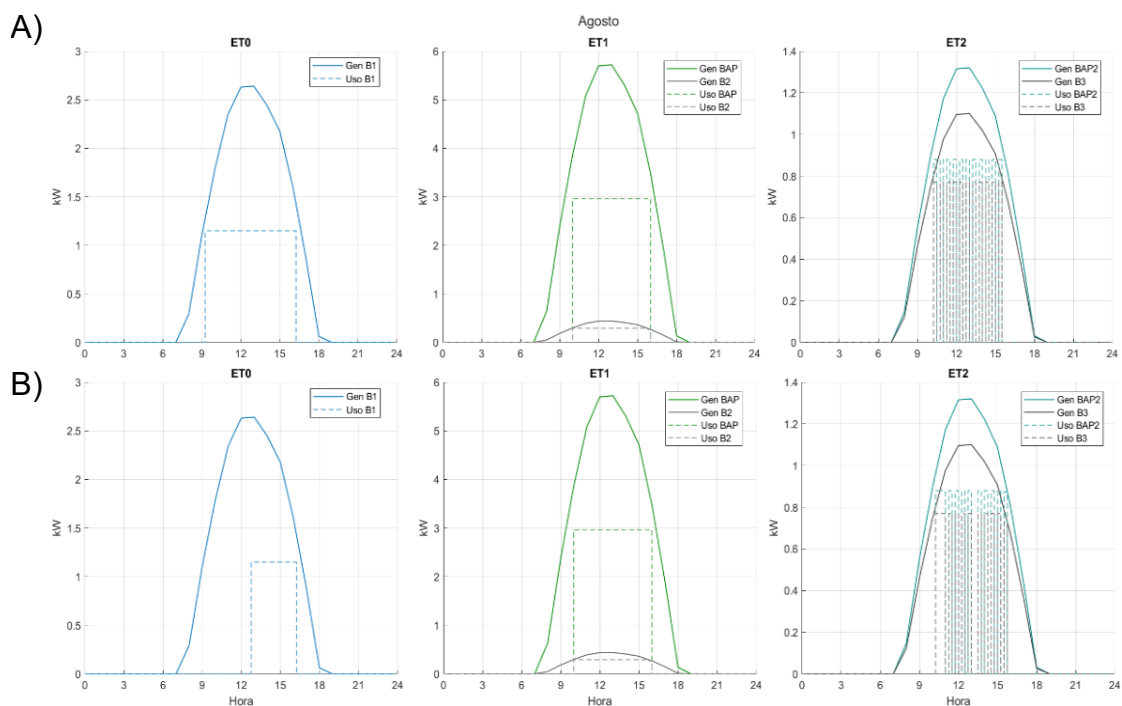 A)
Agosto
ET0
kW
3
2.5
2
1.5
1
0.5
0
0 3 6 9 12 15 18 21 24
Gen B1
Uso B1
ET1
kW
6
5
4
3
2
1
0
0 3 6 9 12 15 18 21 24
Gen BAP
Gen B2
Uso BAP
Uso B2
ET2
kW
1.4
1.2
1
0.8
0.6
0.4
0.2
0
0 3 6 9 12 15 18 21 24
Gen BAP2
Gen B3
Uso BAP2
Uso B3
B)
ET0
kW
3
2.5
2
1.5
1
0.5
0
0 3 6 9 12 15 18 21 24
Hora
Gen B1
Uso B1
ET1
kW
6
5
4
3
2
1
0
0 3 6 9 12 15 18 21 24
Hora
Gen BAP
Gen B2
Uso BAP
Uso B2
ET2
kW
1.4
1.2
1
0.8
0.6
0.4
0.2
0
0 3 6 9 12 15 18 21 24
Hora
Gen BAP2
Gen B3
Uso BAP2
Uso B3